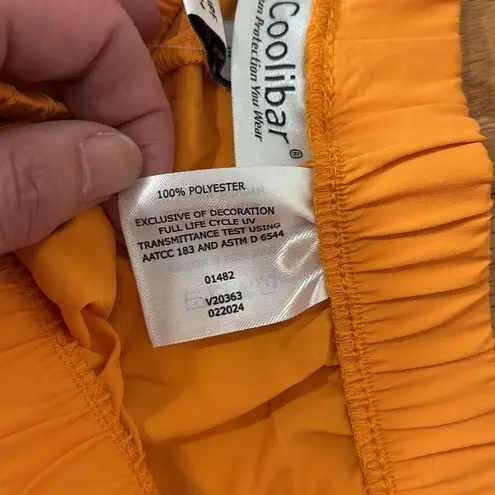 Coolibar®
Sun Protection You Wear
100% POLYESTER
EXCLUSIVE OF DECORATION
FULL LIFE CYCLE UV
TRANSMITTANCE TEST USING
AATCC 183 AND ASTM D 6544
01482
V20363
022024